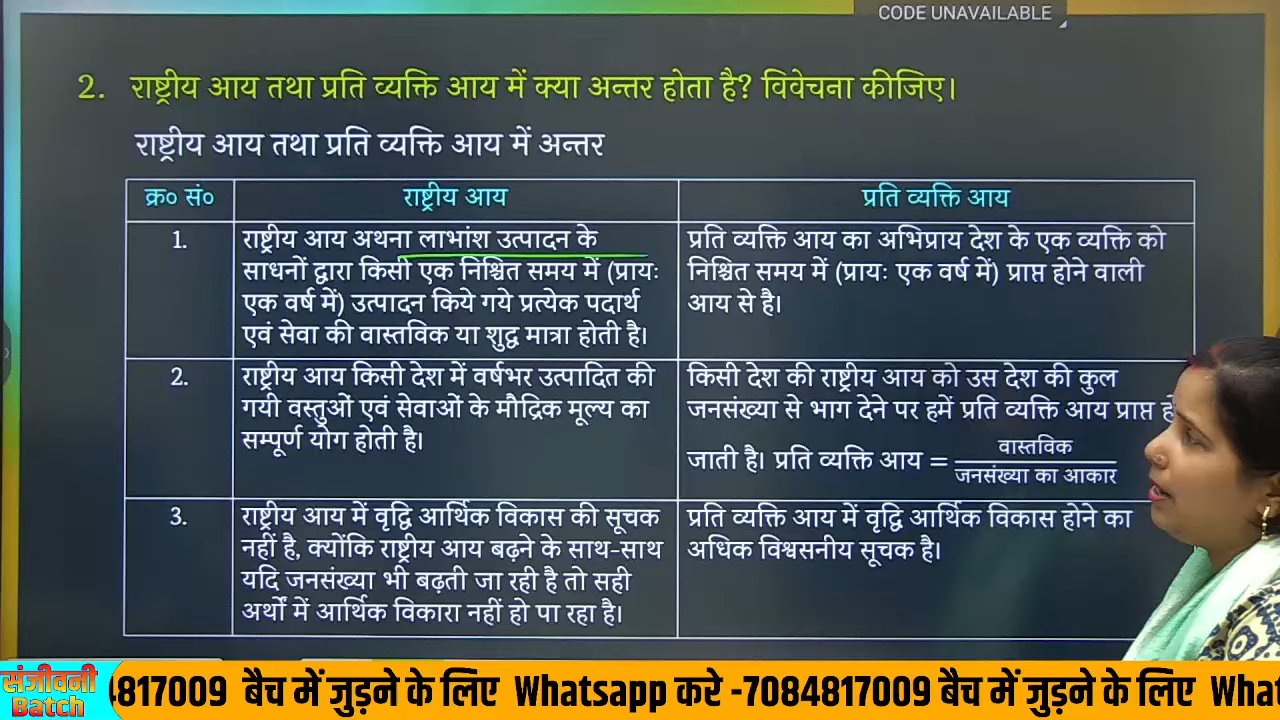 CODE UNAVAILABLE
2. राष्ट्रीय आय तथा प्रति व्यक्ति आय में क्या अन्तर होता है? विवेचना कीजिए।
राष्ट्रीय आय तथा प्रति व्यक्ति आय में अन्तर
क्र० सं०
राष्ट्रीय आय
प्रति व्यक्ति आय
1.
राष्ट्रीय आय अथना लाभांश उत्पादन के
साधनों द्वारा किसी एक निश्चित समय में (प्रायः
एक वर्ष में) उत्पादन किये गये प्रत्येक पदार्थ
एवं सेवा की वास्तविक या शुद्ध मात्रा होती है।
प्रति व्यक्ति आय का अभिप्राय देश के एक व्यक्ति को
निश्चित समय में (प्रायः एक वर्ष में) प्राप्त होने वाली
आय से है।
2.
राष्ट्रीय आय किसी देश में वर्षभर उत्पादित की
गयी वस्तुओं एवं सेवाओं के मौद्रिक मूल्य का
सम्पूर्ण योग होती है।
किसी देश की राष्ट्रीय आय को उस देश की कुल
जनसंख्या से भाग देने पर हमें प्रति व्यक्ति आय प्राप्त
जाती है। प्रति व्यक्ति आय =
वास्तविक
जनसंख्या का आकार
3.
राष्ट्रीय आय में वृद्धि आर्थिक विकास की सूचक
नहीं है, क्योंकि राष्ट्रीय आय बढ़ने के साथ-साथ
यदि जनसंख्या भी बढ़ती जा रही है तो सही
अर्थों में आर्थिक विकारा नहीं हो पा रहा है।
प्रति व्यक्ति आय में वृद्धि आर्थिक विकास होने का
अधिक विश्वसनीय सूचक है।
संजीवनी
Batch
4817009 बैच में जुड़ने के लिए Whatsapp करे -7084817009 बैच में जुड़ने के लिए Wha